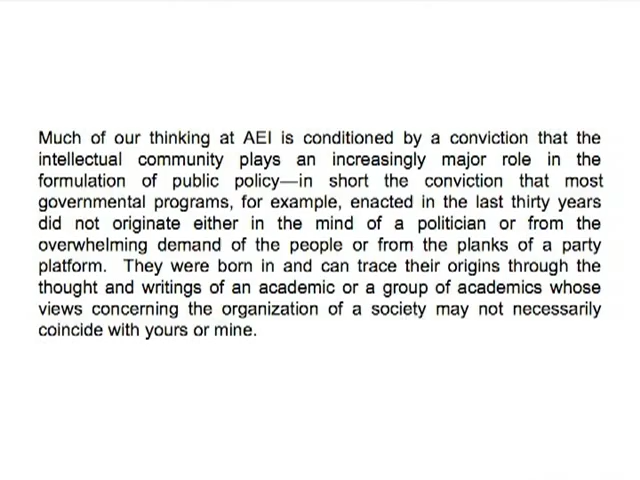 Much of our thinking at AEI is conditioned by a conviction that the
intellectual community plays an increasingly major role in the
formulation of public policy—in short the conviction that most
governmental programs, for example, enacted in the last thirty years
did not originate either in the mind of a politician or from the
overwhelming demand of the people or from the planks of a party
platform.  They were born in and can trace their origins through the
thought and writings of an academic or a group of academics whose
views concerning the organization of a society may not necessarily
coincide with yours or mine.